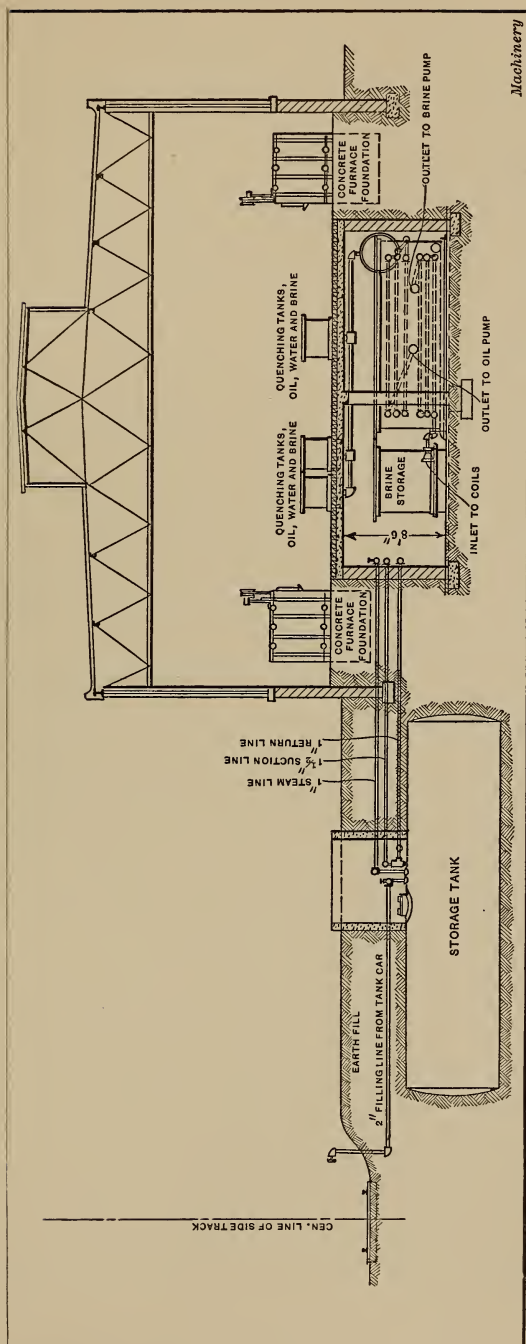 Machinery
QUENCHING TANKS,
OIL, WATER AND BRINE
QUENCHING TANKS,
OIL, WATER AND BRINE
CONCRETE
FURNACE
FOUNDATION
CONCRETE
FURNACE
FOUNDATION
OUTLET TO BRINE PUMP
OUTLET TO OIL PUMP
BRINE
STORAGE
8'6"
INLET TO COILS
1" RETURN LINE
1½" SUCTION LINE
1" STEAM LINE
STORAGE TANK
EARTH FILL
2" FILLING LINE FROM TANK CAR
CEN. LINE OF SIDE TRACK